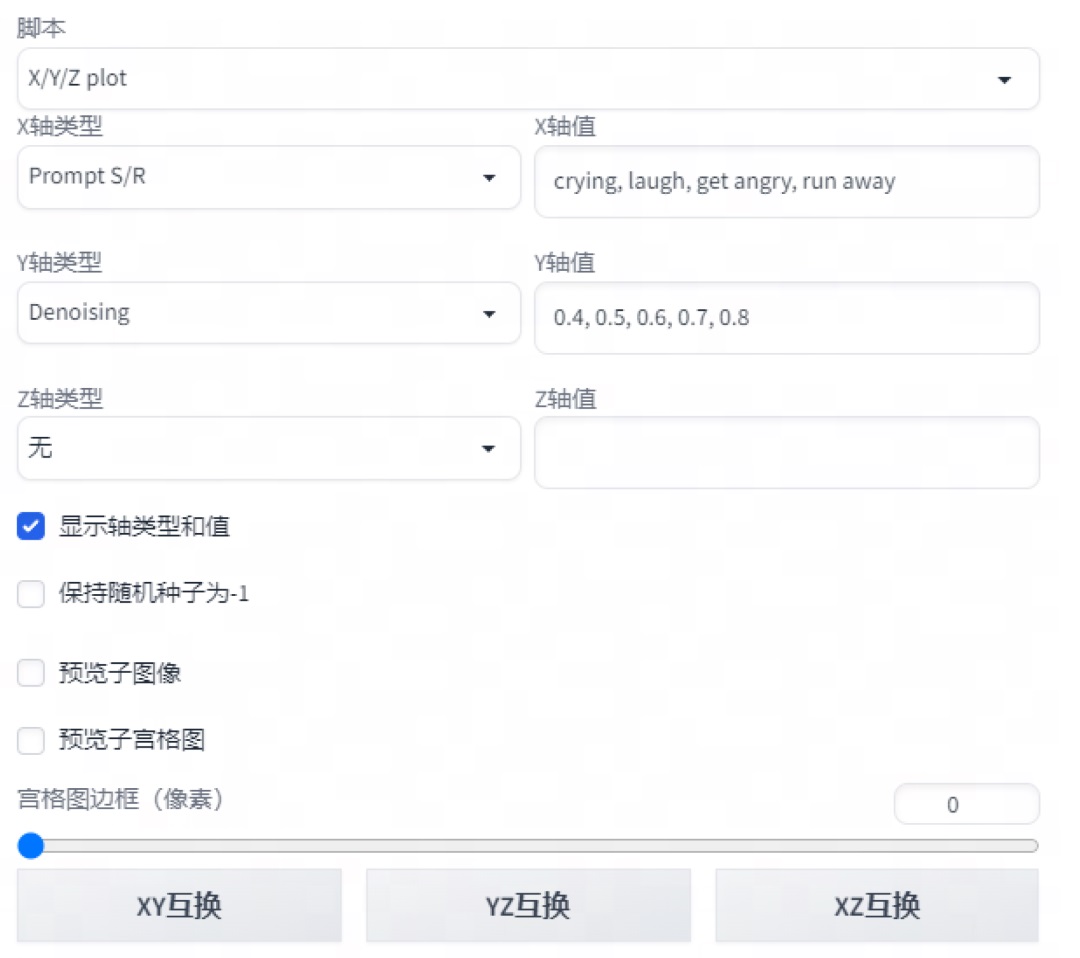 脚本
X/Y/Z plot
X轴类型
X轴值
Prompt S/R
crying, laugh, get angry, run away
Y轴类型
Y轴值
Denoising
0.4, 0.5, 0.6, 0.7, 0.8
Z轴类型
Z轴值
无
显示轴类型和值
保持随机种子为-1
预览子图像
预览子宫格图
宫格图边框（像素）
0
XY互换
YZ互换
XZ互换